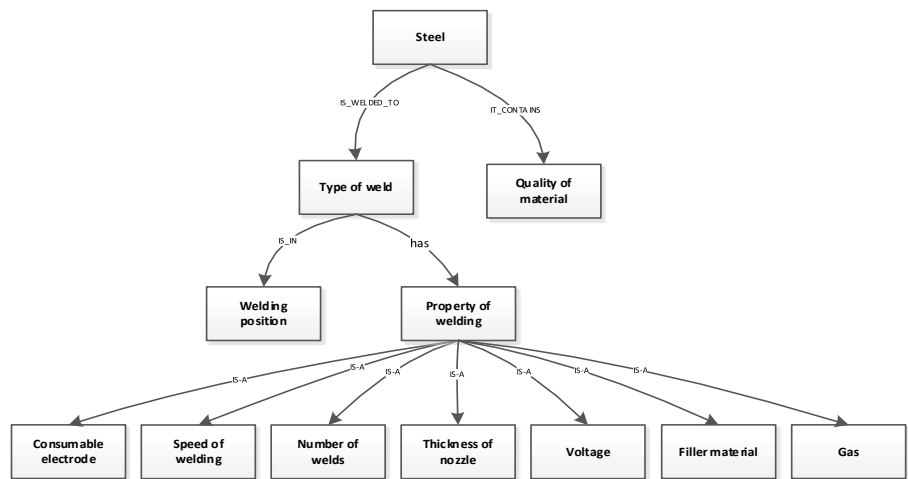 Steel
IS_WELDED_TO
IT_CONTAINS
Type of weld
Quality of
material
IS_IN
has
Welding
position
Property of
welding
IS-A
IS-A
IS-A
IS-A
IS-A
IS-A
IS-A
Consumable
electrode
Speed of
welding
Number of
welds
Thickness of
nozzle
Voltage
Filler material
Gas